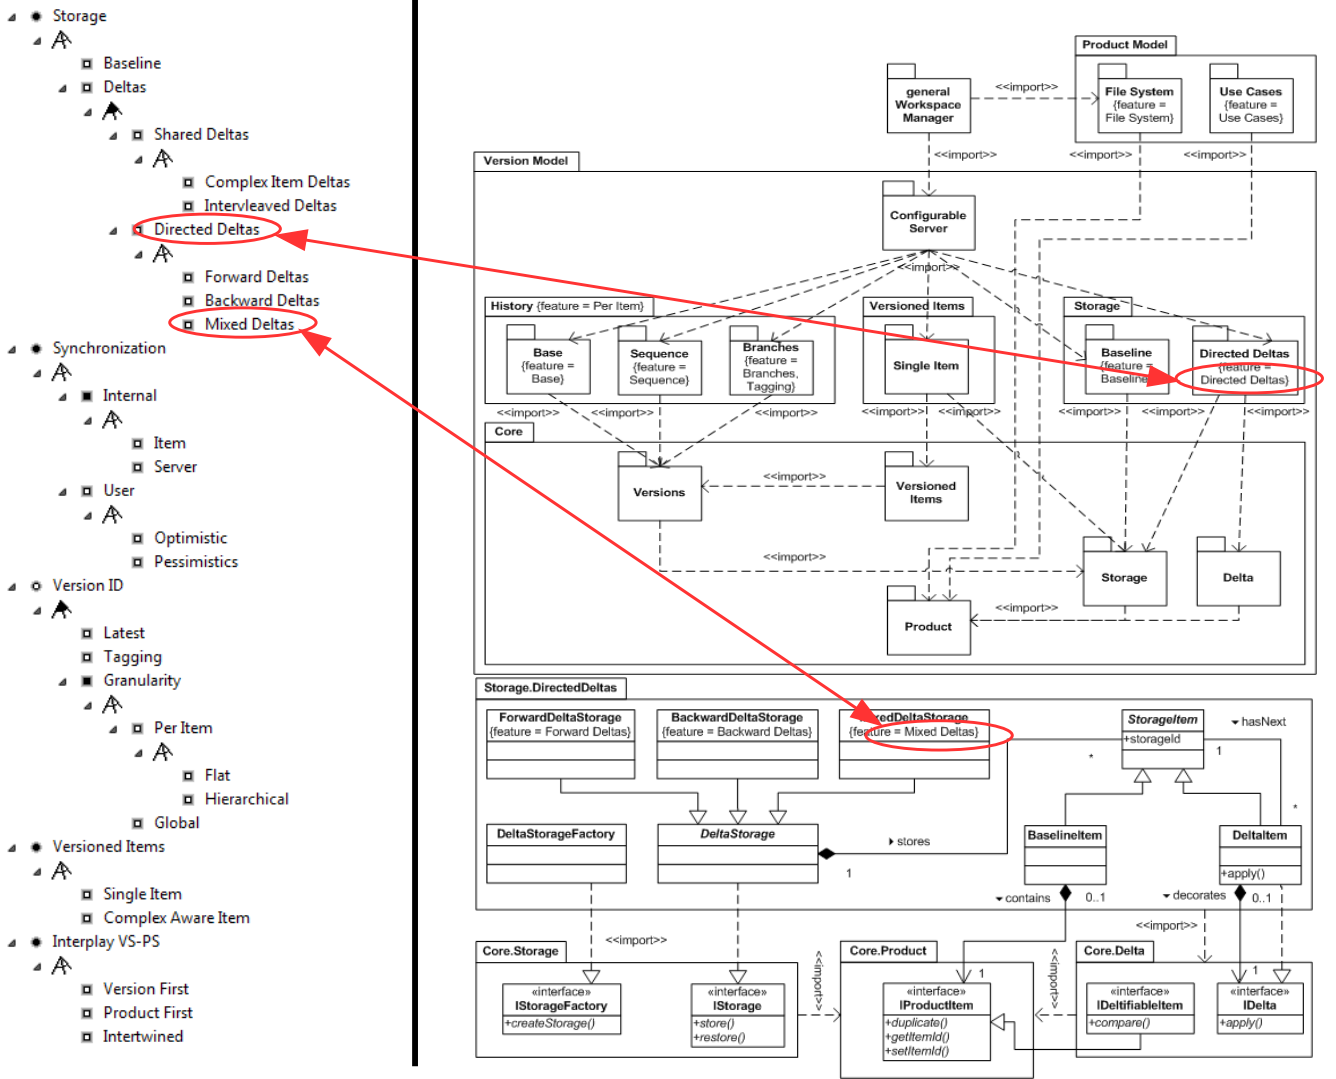 Storage
Baseline
Deltas
Shared Deltas
Complex Item Deltas
Intervleaved Deltas
Directed Deltas
Forward Deltas
Backward Deltas
Mixed Deltas
Synchronization
Internal
Item
Server
User
Optimistic
Pessimistics
Version ID
Latest
Tagging
Granularity
Per Item
Flat
Hierarchical
Global
Versioned Items
Single Item
Complex Aware Item
Interplay VS-PS
Version First
Product First
Intertwined
Product Model
general
Workspace
Manager
<<import>>
File System
{feature =
File System}
Use Cases
{feature =
Use Cases}
<<import>>
<<import>>
<<import>>
Version Model
Configurable
Server
<<import>>
History {feature = Per Item}
Base
{feature =
Base}
Sequence
{feature =
Sequence}
Branches
{feature =
Branches,
Tagging}
Versioned Items
Single Item
Storage
Baseline
{feature =
Baseline
Directed Deltas
{feature =
Directed Deltas}
<<import>>
<<import>>
<<import>>
<<import>>
<<import>>
<<import>>
<<import>>
<<import>>
Core
Versions
<<import>>
Versioned
Items
<<import>>
Storage
Delta
Product
<<import>>
Storage.DirectedDeltas
ForwardDeltaStorage
{feature = Forward Deltas}
BackwardDeltaStorage
{feature = Backward Deltas}
MixedDeltaStorage
{feature = Mixed Deltas}
StorageItem
+storageId
hasNext
1
*
*
DeltaStorageFactory
DeltaStorage
stores
1
BaselineItem
DeltaItem
+apply()
contains
0..1
decorates
0..1
<<import>>
<<import>>
Core.Storage
«interface»
IStorageFactory
+createStorage()
«interface»
IStorage
+store()
+restore()
<<import>>
Core.Product
1
«interface»
IProductItem
+duplicate()
+getItemId()
+setItemId()
<<import>>
Core.Delta
«interface»
IDeltifiableItem
+compare()
1
«interface»
IDelta
+apply()